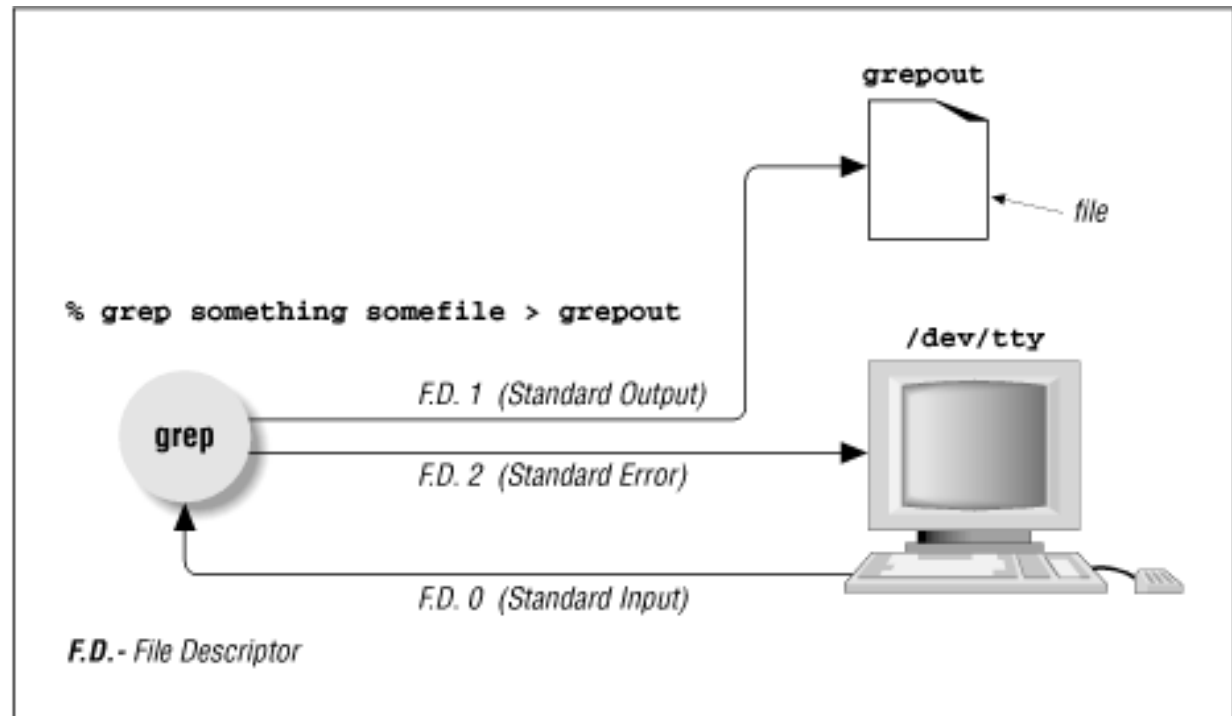 grepout
file
% grep something somefile > grepout
/dev/tty
F.D. 1 (Standard Output)
grep
F.D. 2 (Standard Error)
F.D. 0 (Standard Input)
F.D.- File Descriptor